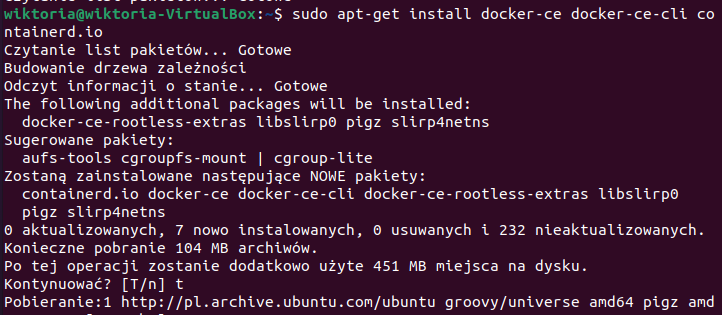 wiktoria@wiktoria-VirtualBox:~$ sudo apt-get install docker-ce docker-ce-cli co
ntainerd.io
Czytanie list pakietów... Gotowe
Budowanie drzewa zależności
Odczyt informacji o stanie... Gotowe
The following additional packages will be installed:
  docker-ce-rootless-extras libslirp0 pigz slirp4netns
Sugerowane pakiety:
  aufs-tools cgroupfs-mount | cgroup-lite
Zostaną zainstalowane następujące NOWE pakiety:
  containerd.io docker-ce docker-ce-cli docker-ce-rootless-extras libslirp0
  pigz slirp4netns
0 aktualizowanych, 7 nowo instalowanych, 0 usuwanych i 232 nieaktualizowanych.
Konieczne pobranie 104 MB archiwów.
Po tej operacji zostanie dodatkowo użyte 451 MB miejsca na dysku.
Kontynuować? [T/n] t
Pobieranie:1 http://pl.archive.ubuntu.com/ubuntu groovy/universe amd64 pigz amd